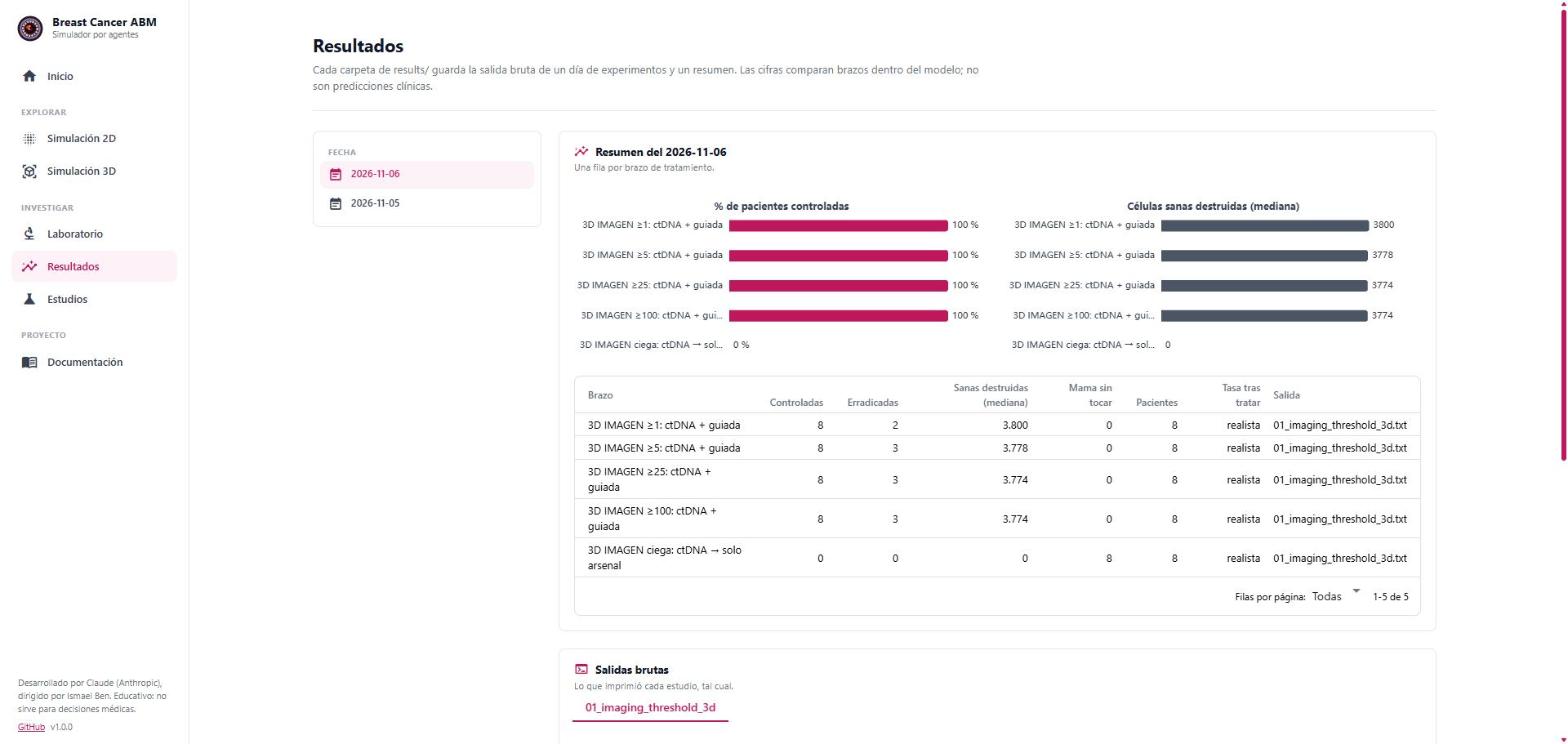 Breast Cancer ABM
Simulador por agentes
Inicio
EXPLORAR
Simulación 2D
Simulación 3D
INVESTIGAR
Laboratorio
Resultados
Estudios
PROYECTO
Documentación
Desarrollado por Claude (Anthropic),
dirigido por Ismael Ben. Educativo: no
sirve para decisiones médicas.
GitHub v1.0.0
Resultados
Cada carpeta de results/ guarda la salida bruta de un día de experimentos y un resumen. Las cifras comparan brazos dentro del modelo; no
son predicciones clínicas.
FECHA
2026-11-06
2026-11-05
Resumen del 2026-11-06
Una fila por brazo de tratamiento.
% de pacientes controladas
3D IMAGEN ≥1: ctDNA + guiada 100 %
3D IMAGEN ≥5: ctDNA + guiada 100 %
3D IMAGEN ≥25: ctDNA + guiada 100 %
3D IMAGEN ≥100: ctDNA + gui... 100 %
3D IMAGEN ciega: ctDNA → sol... 0 %
Células sanas destruidas (mediana)
3D IMAGEN ≥1: ctDNA + guiada 3800
3D IMAGEN ≥5: ctDNA + guiada 3778
3D IMAGEN ≥25: ctDNA + guiada 3774
3D IMAGEN ≥100: ctDNA + gui... 3774
3D IMAGEN ciega: ctDNA → sol... 0
Brazo Controladas Erradicadas Sanas destruidas (mediana) Mama sin tocar Pacientes Tasa tras tratar Salida
3D IMAGEN ≥1: ctDNA + guiada 8 2 3.800 0 8 realista 01_imaging_threshold_3d.txt
3D IMAGEN ≥5: ctDNA + guiada 8 3 3.778 0 8 realista 01_imaging_threshold_3d.txt
3D IMAGEN ≥25: ctDNA +
guiada 8 3 3.774 0 8 realista 01_imaging_threshold_3d.txt
3D IMAGEN ≥100: ctDNA +
guiada 8 3 3.774 0 8 realista 01_imaging_threshold_3d.txt
3D IMAGEN ciega: ctDNA → solo
arsenal 0 0 0 8 8 realista 01_imaging_threshold_3d.txt
Filas por página: Todas 1-5 de 5
Salidas brutas
Lo que imprimió cada estudio, tal cual.
01_imaging_threshold_3d